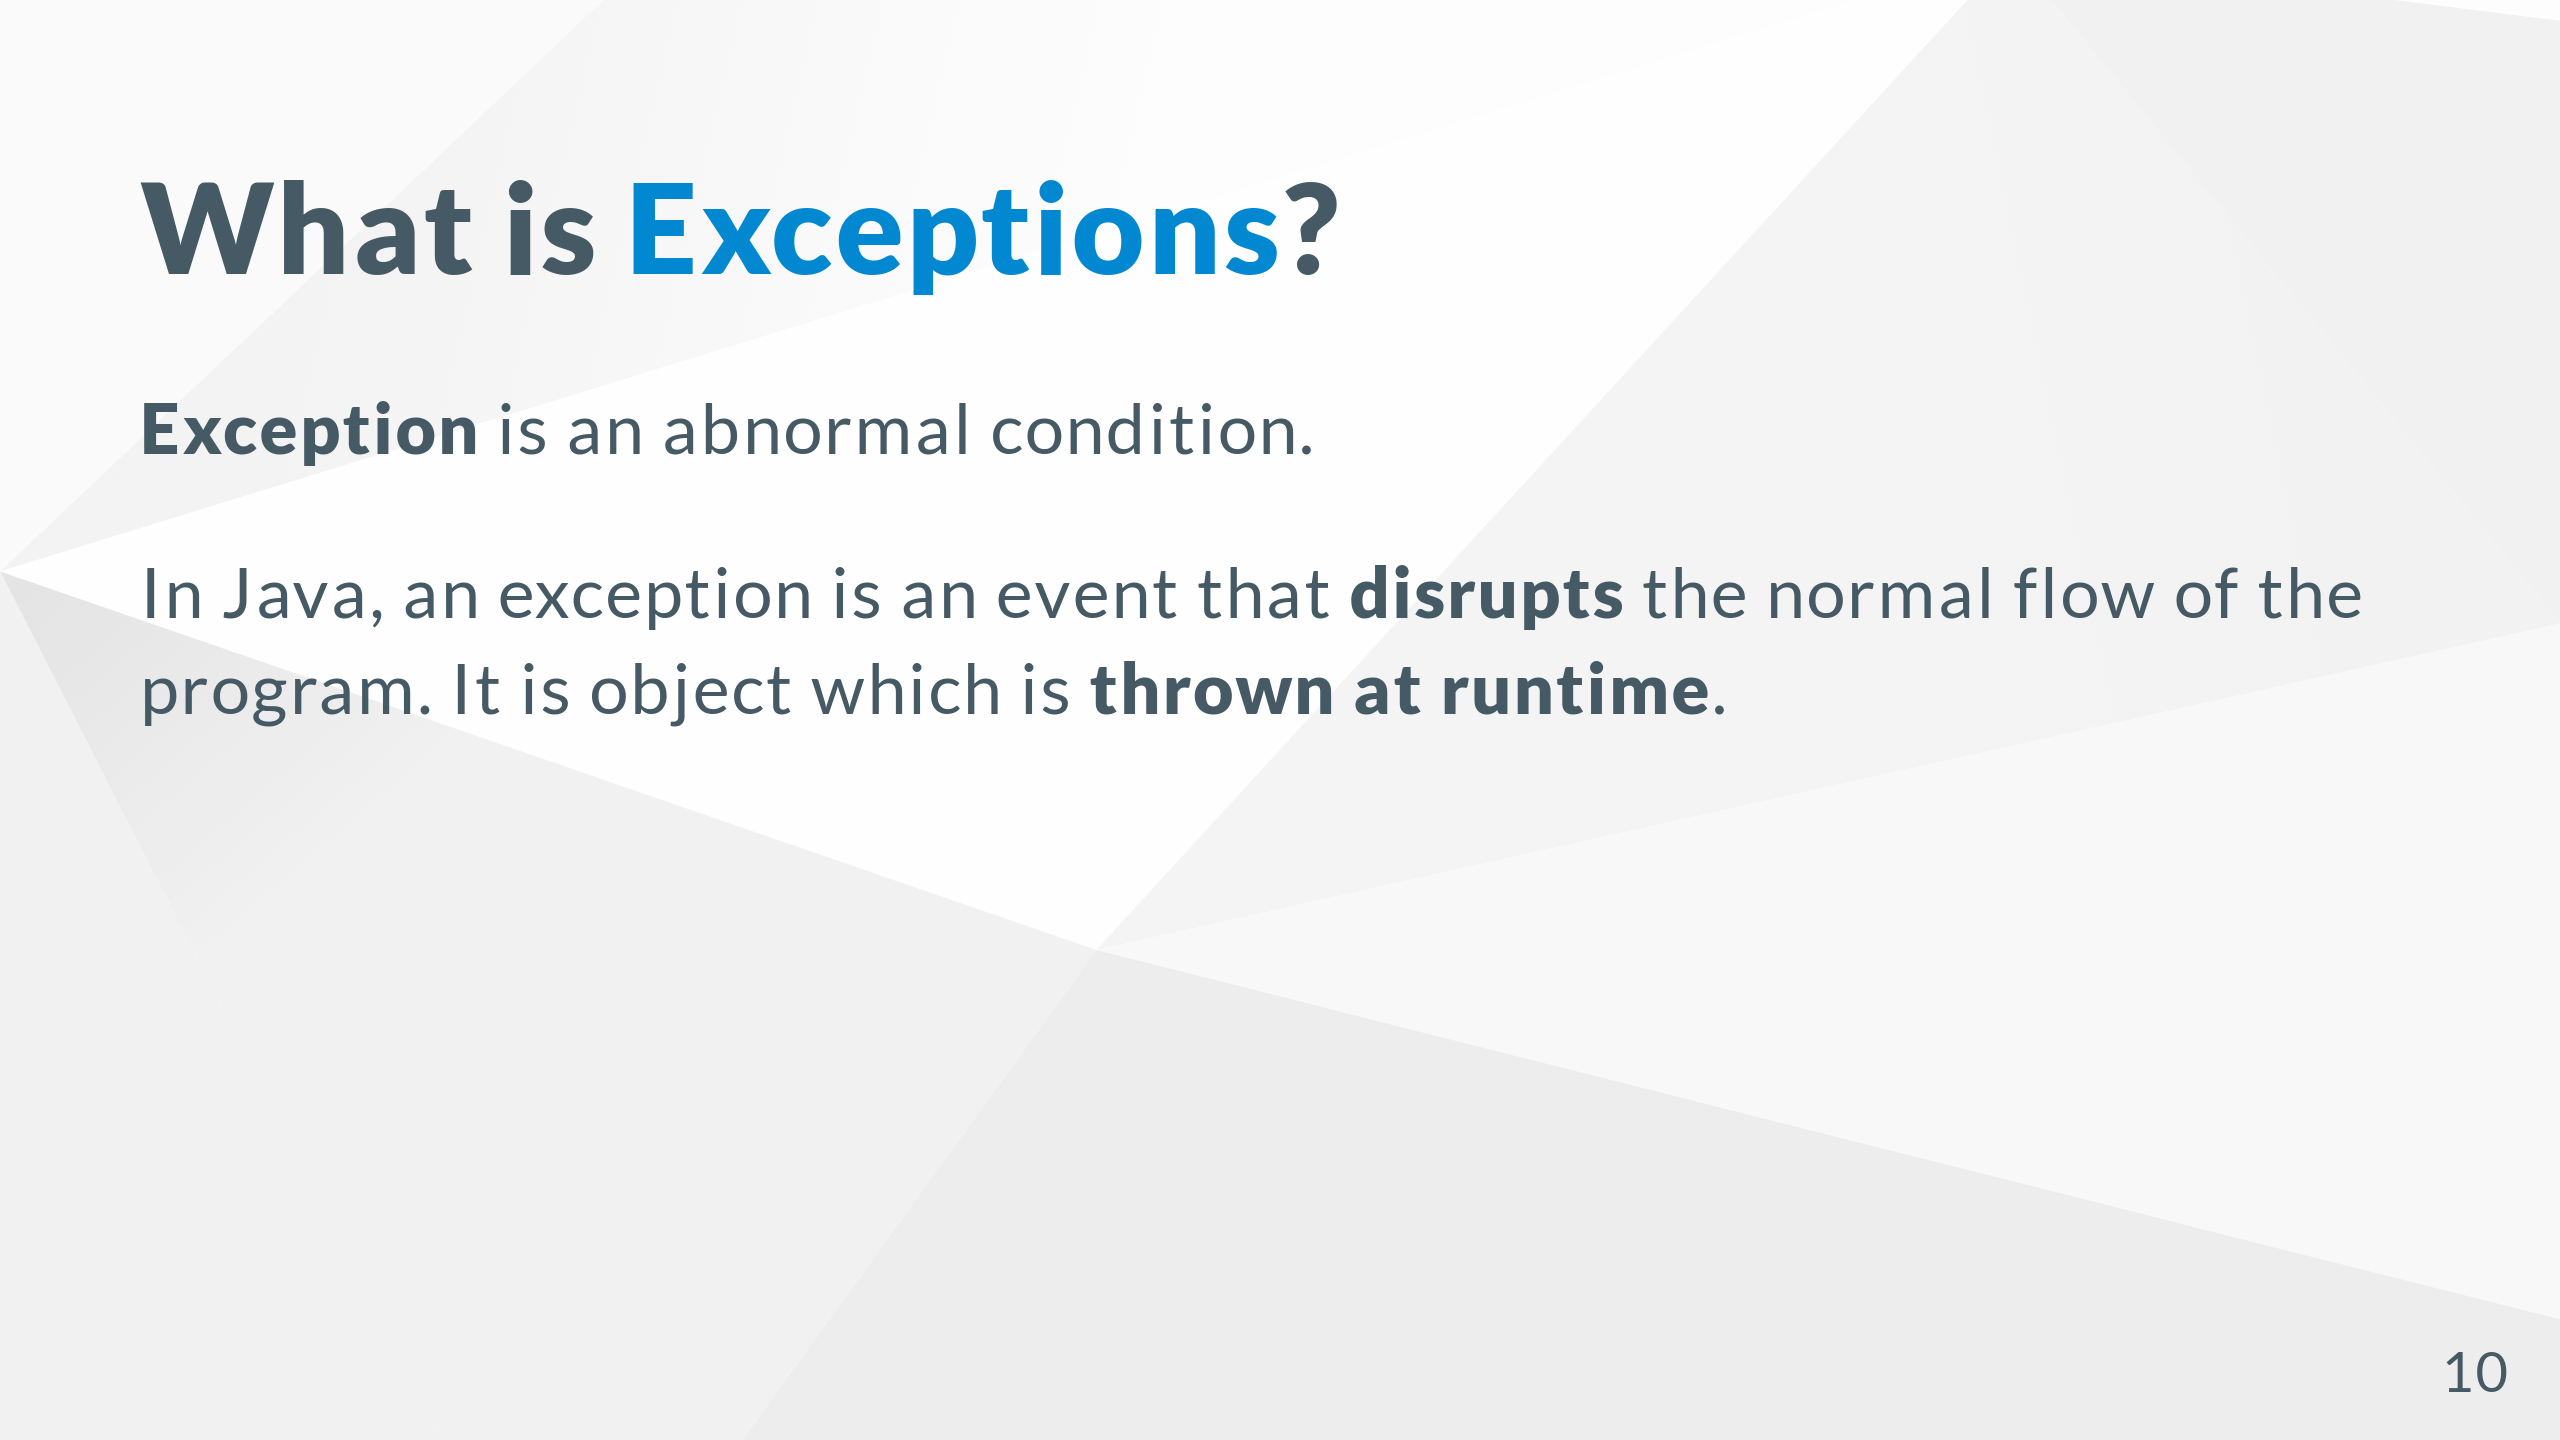 What is Exceptions?
Exception is an abnormal condition.
In Java, an exception is an event that disrupts the normal flow of the
program. It is object which is thrown at runtime.
10